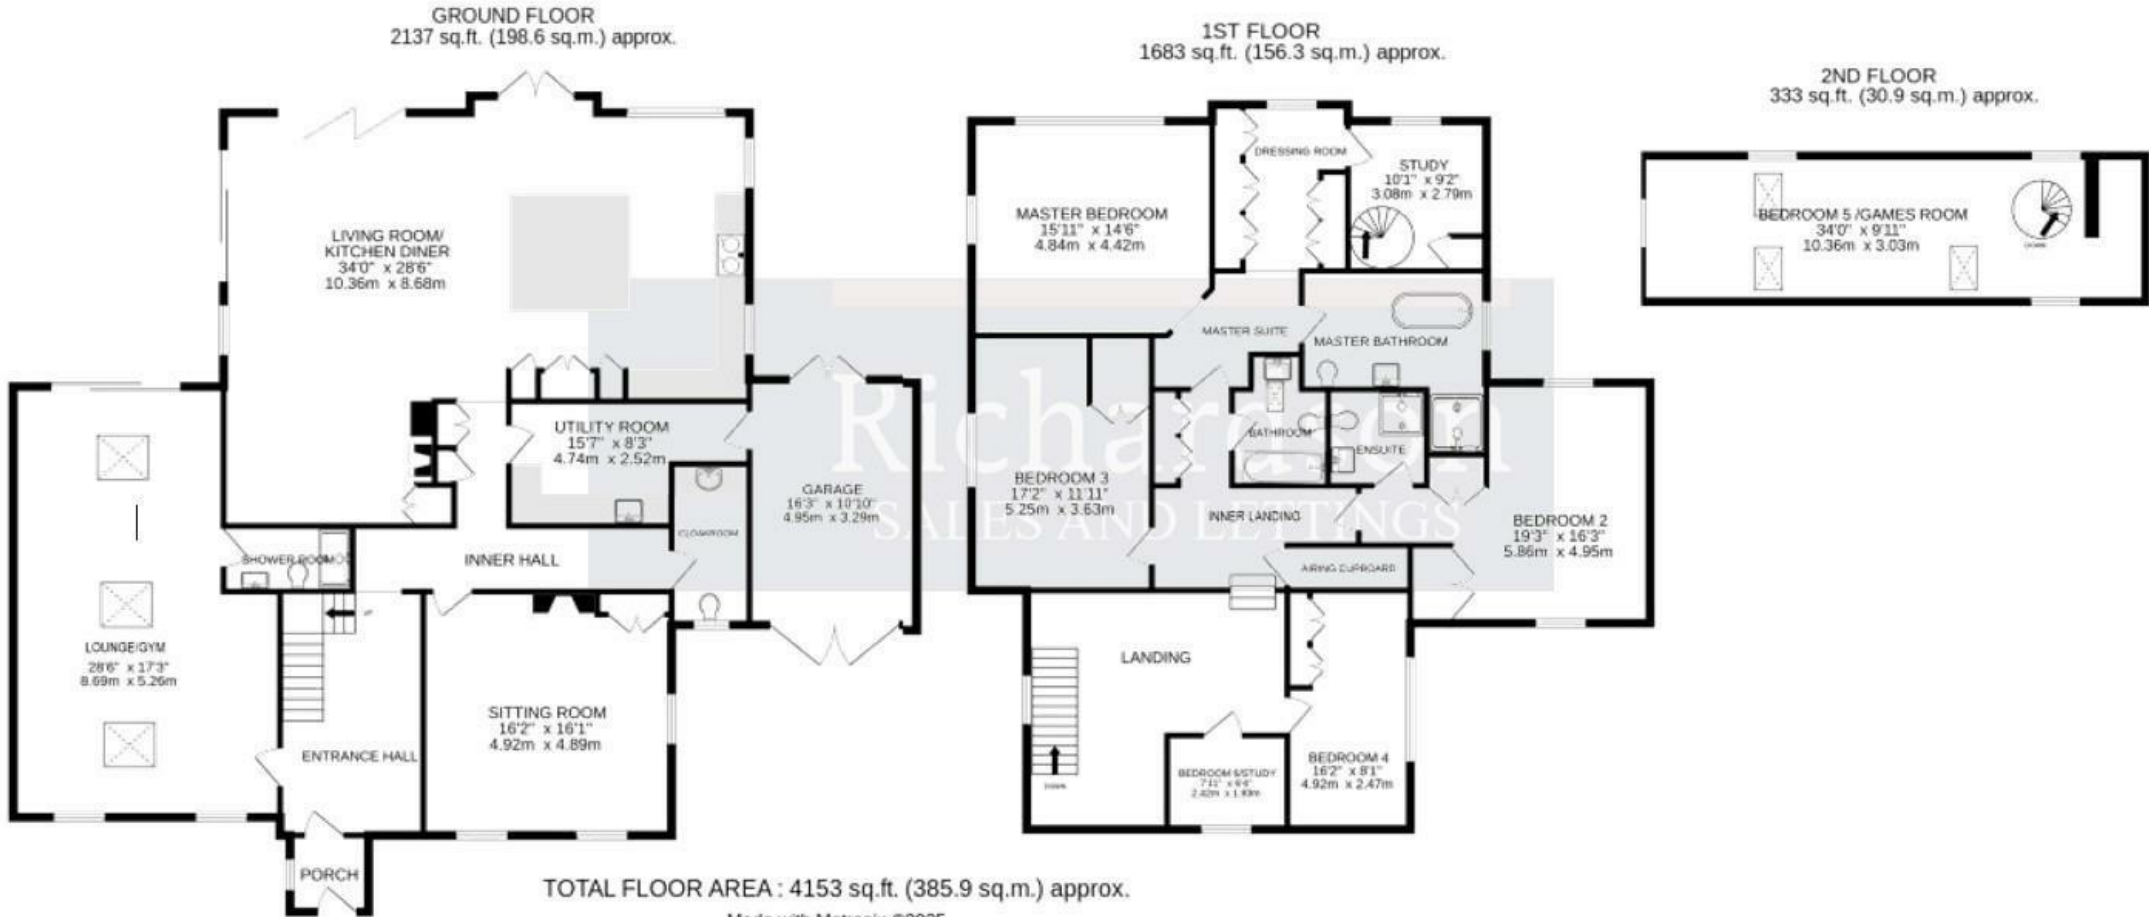 GROUND FLOOR
2137 sq.ft. (198.6 sq.m.) approx.
LIVING ROOM/
KITCHEN DINER
34'0" x 28'6"
10.36m x 8.68m
UTILITY ROOM
15'7" x 8'3"
4.74m x 2.52m
GARAGE
16'3" x 10'10"
4.95m x 3.29m
CLOAKROOM
SHOWER ROOM
INNER HALL
UP
LOUNGE/GYM
28'6" x 17'3"
8.69m x 5.26m
SITTING ROOM
16'2" x 16'1"
4.92m x 4.89m
ENTRANCE HALL
PORCH
1ST FLOOR
1683 sq.ft. (156.3 sq.m.) approx.
DRESSING ROOM
STUDY
10'1" x 9'2"
3.08m x 2.79m
MASTER BEDROOM
15'11" x 14'6"
4.84m x 4.42m
MASTER SUITE
MASTER BATHROOM
BATHROOM
ENSUITE
BEDROOM 3
17'2" x 11'11"
5.25m x 3.63m
INNER LANDING
BEDROOM 2
19'3" x 16'3"
5.86m x 4.95m
AIRING CUPBOARD
LANDING
DOWN
BEDROOM 6/STUDY
BEDROOM 4
16'2" x 8'1"
4.92m x 2.47m
2ND FLOOR
333 sq.ft. (30.9 sq.m.) approx.
BEDROOM 5 /GAMES ROOM
34'0" x 9'11"
10.36m x 3.03m
DOWN
Richardson
SALES AND LETTINGS
TOTAL FLOOR AREA : 4153 sq.ft. (385.9 sq.m.) approx.
Made with Metropix ©2025